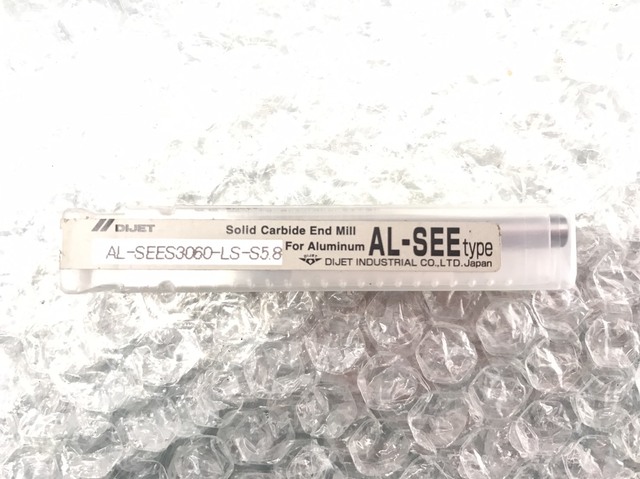 DIJET
Solid Carbide End Mill
For Aluminum
AL-SEE type
AL-SEES3060-LS-S5.8
DIJET INDUSTRIAL CO.,LTD.Japan